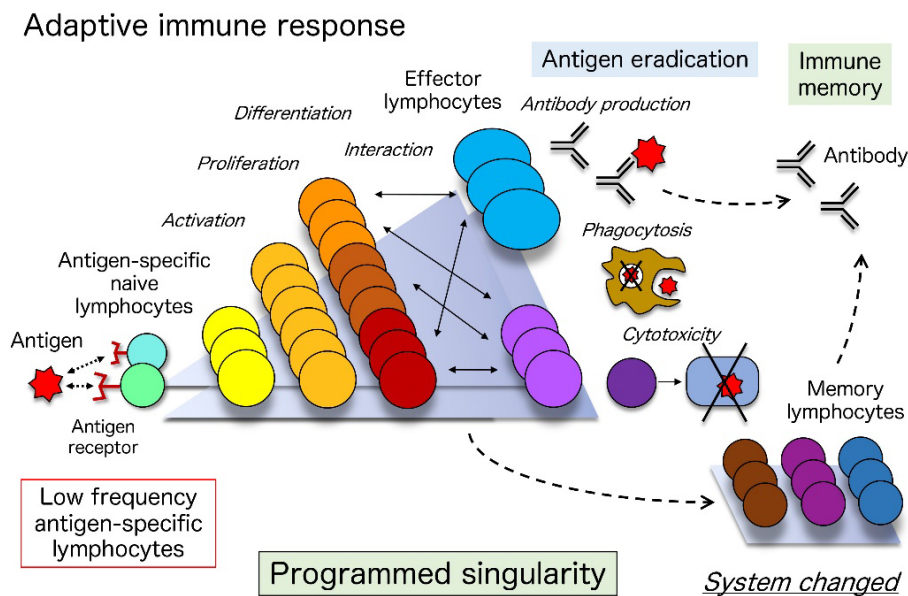 Adaptive immune response
Antigen eradication
Immune
memory
Effector
lymphocytes
Differentiation
Antibody production
Proliferation
Interaction
Antibody
Activation
Phagocytosis
Antigen-specific
naive
lymphocytes
Antigen
Cytotoxicity
Antigen
receptor
Memory
lymphocytes
Low frequency
antigen-specific
lymphocytes
Programmed singularity
System changed